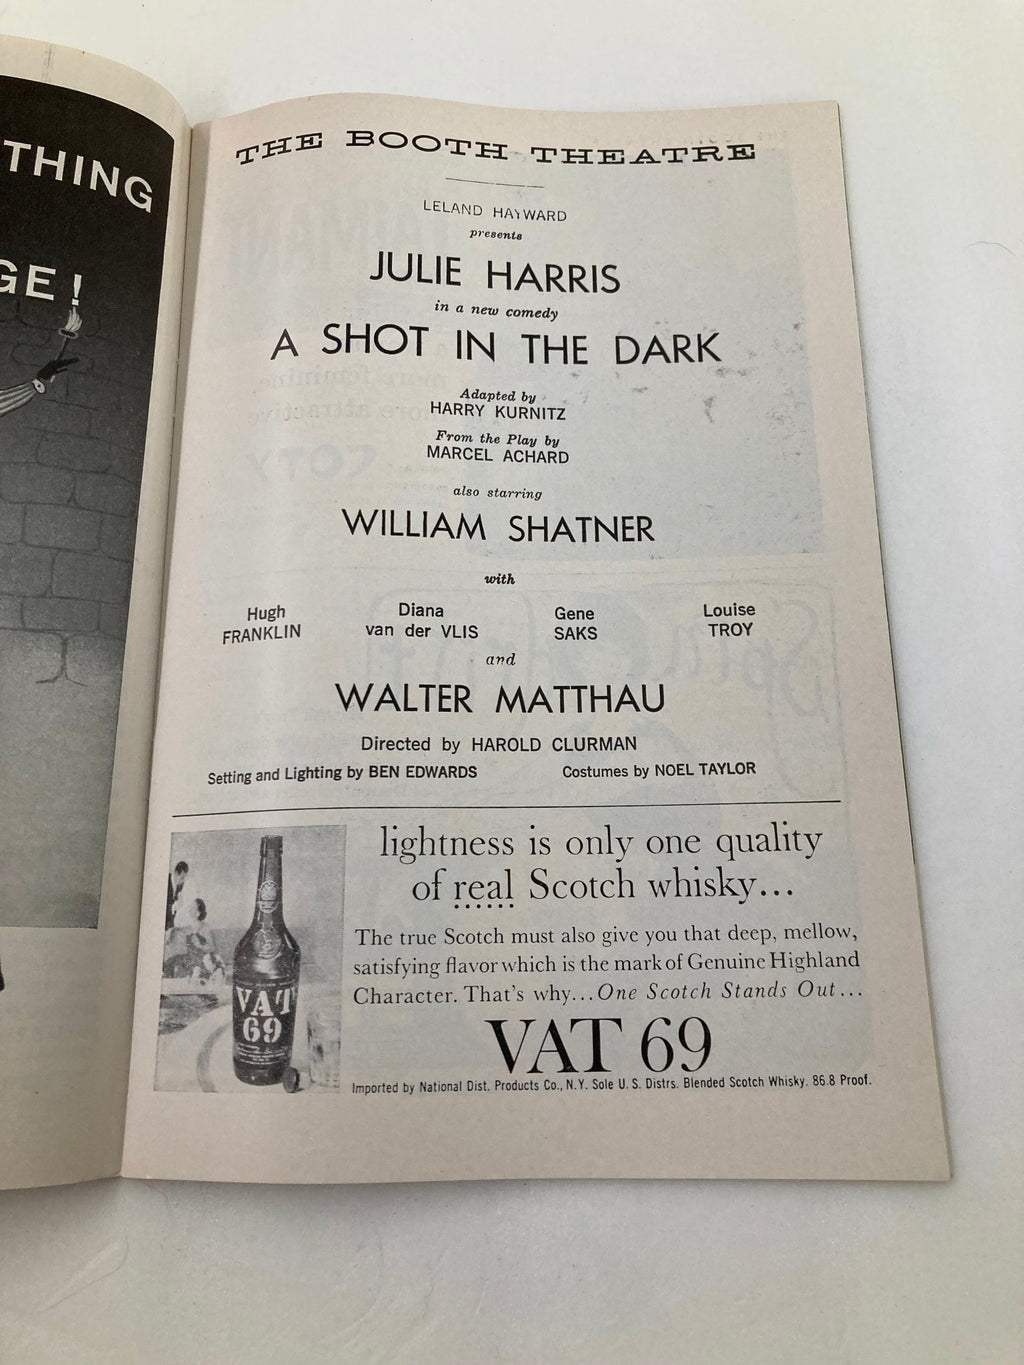 THING
GE!
THE BOOTH THEATRE
LELAND HAYWARD
presents
JULIE HARRIS
in a new comedy
A SHOT IN THE DARK
Adapted by
HARRY KURNITZ
From the Play by
MARCEL ACHARD
also starring
WILLIAM SHATNER
with
Hugh FRANKLIN
Diana van der VLIS
Gene SAKS
Louise TROY
and
WALTER MATTHAU
Directed by HAROLD CLURMAN
Setting and Lighting by BEN EDWARDS
Costumes by NOEL TAYLOR
lightness is only one quality
of real Scotch whisky...
The true Scotch must also give you that deep, mellow,
satisfying flavor which is the mark of Genuine Highland
Character. That's why...One Scotch Stands Out...
VAT 69
Imported by National Dist. Products Co., N.Y. Sole U. S. Distrs. Blended Scotch Whisky. 86.8 Proof.
VAT
69